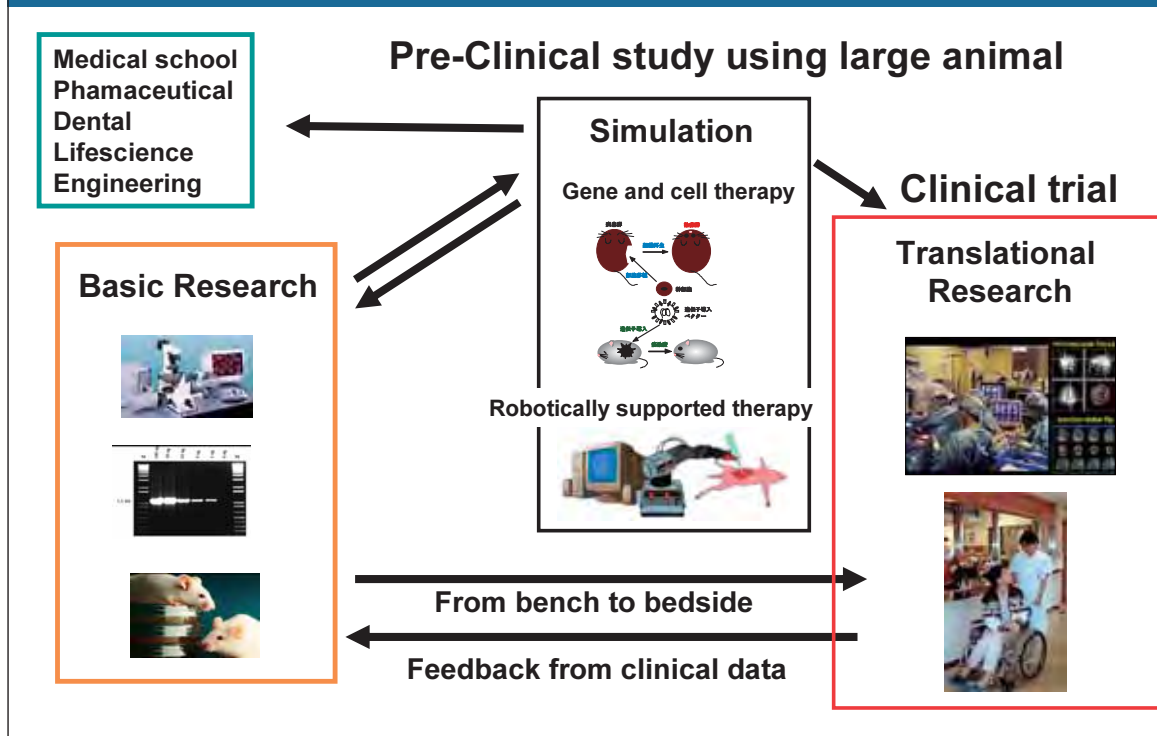 Pre-Clinical study using large animal
Medical school
Phamaceutical
Dental
Lifescience
Engineering
Simulation
Gene and cell therapy
Robotically supported therapy
Clinical trial
Translational
Research
Basic Research
From bench to bedside
Feedback from clinical data